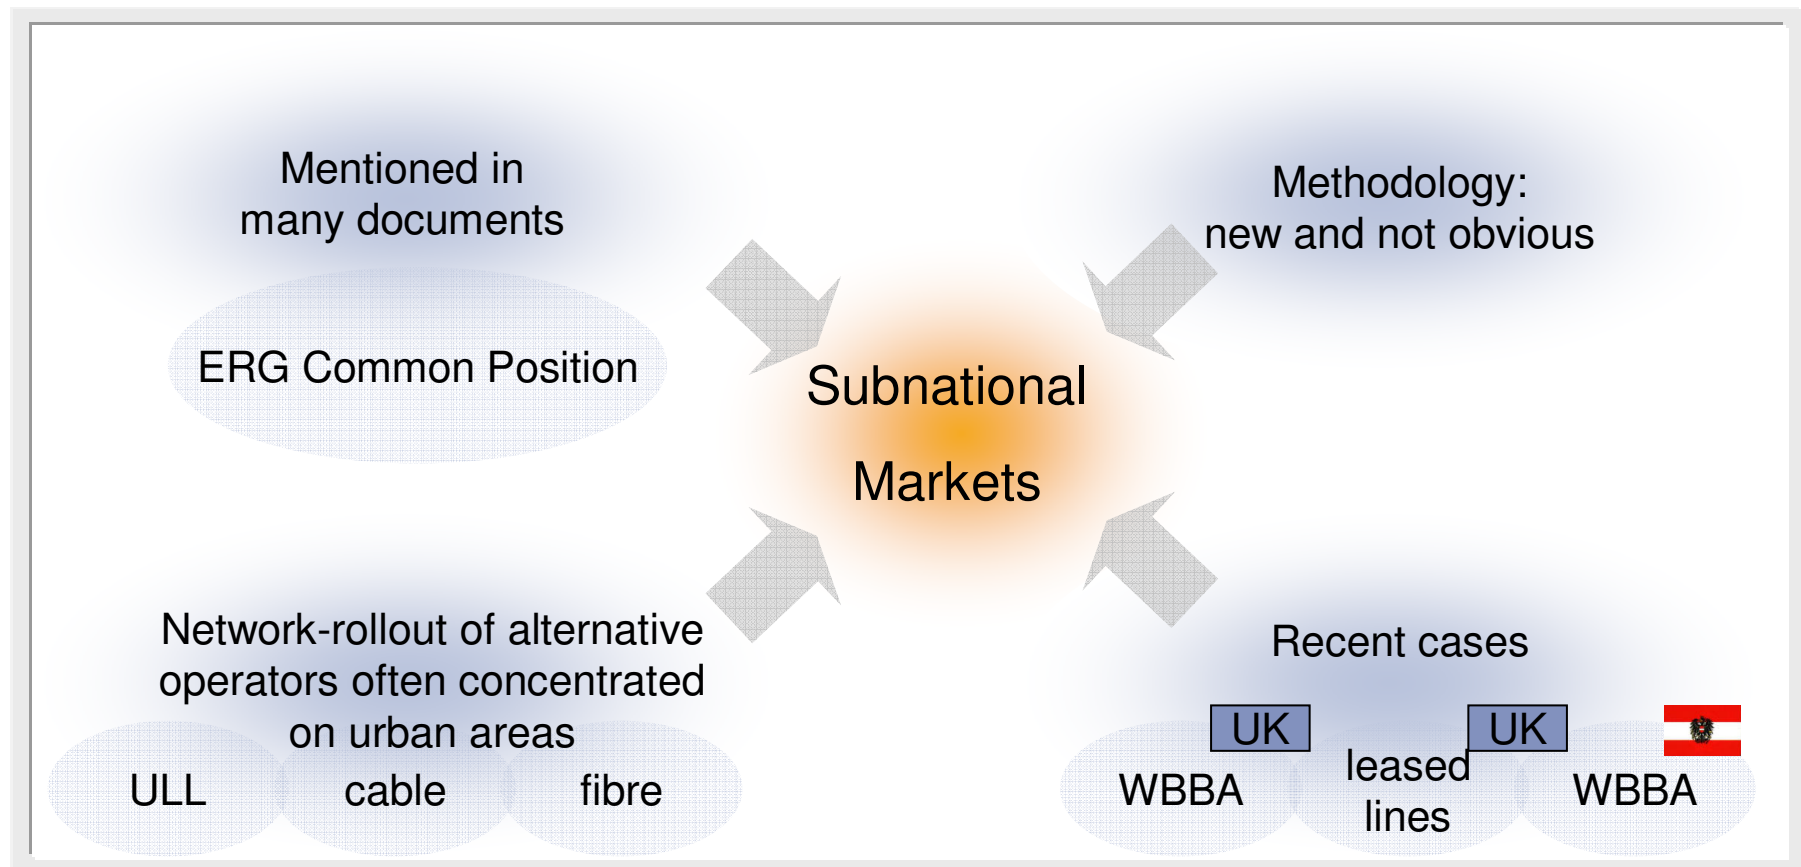 Mentioned in
many documents
ERG Common Position
Methodology:
new and not obvious
Subnational
Markets
Network-rollout of alternative
operators often concentrated
on urban areas
ULL
cable
fibre
Recent cases
UK
UK
WBBA
leased
lines
WBBA